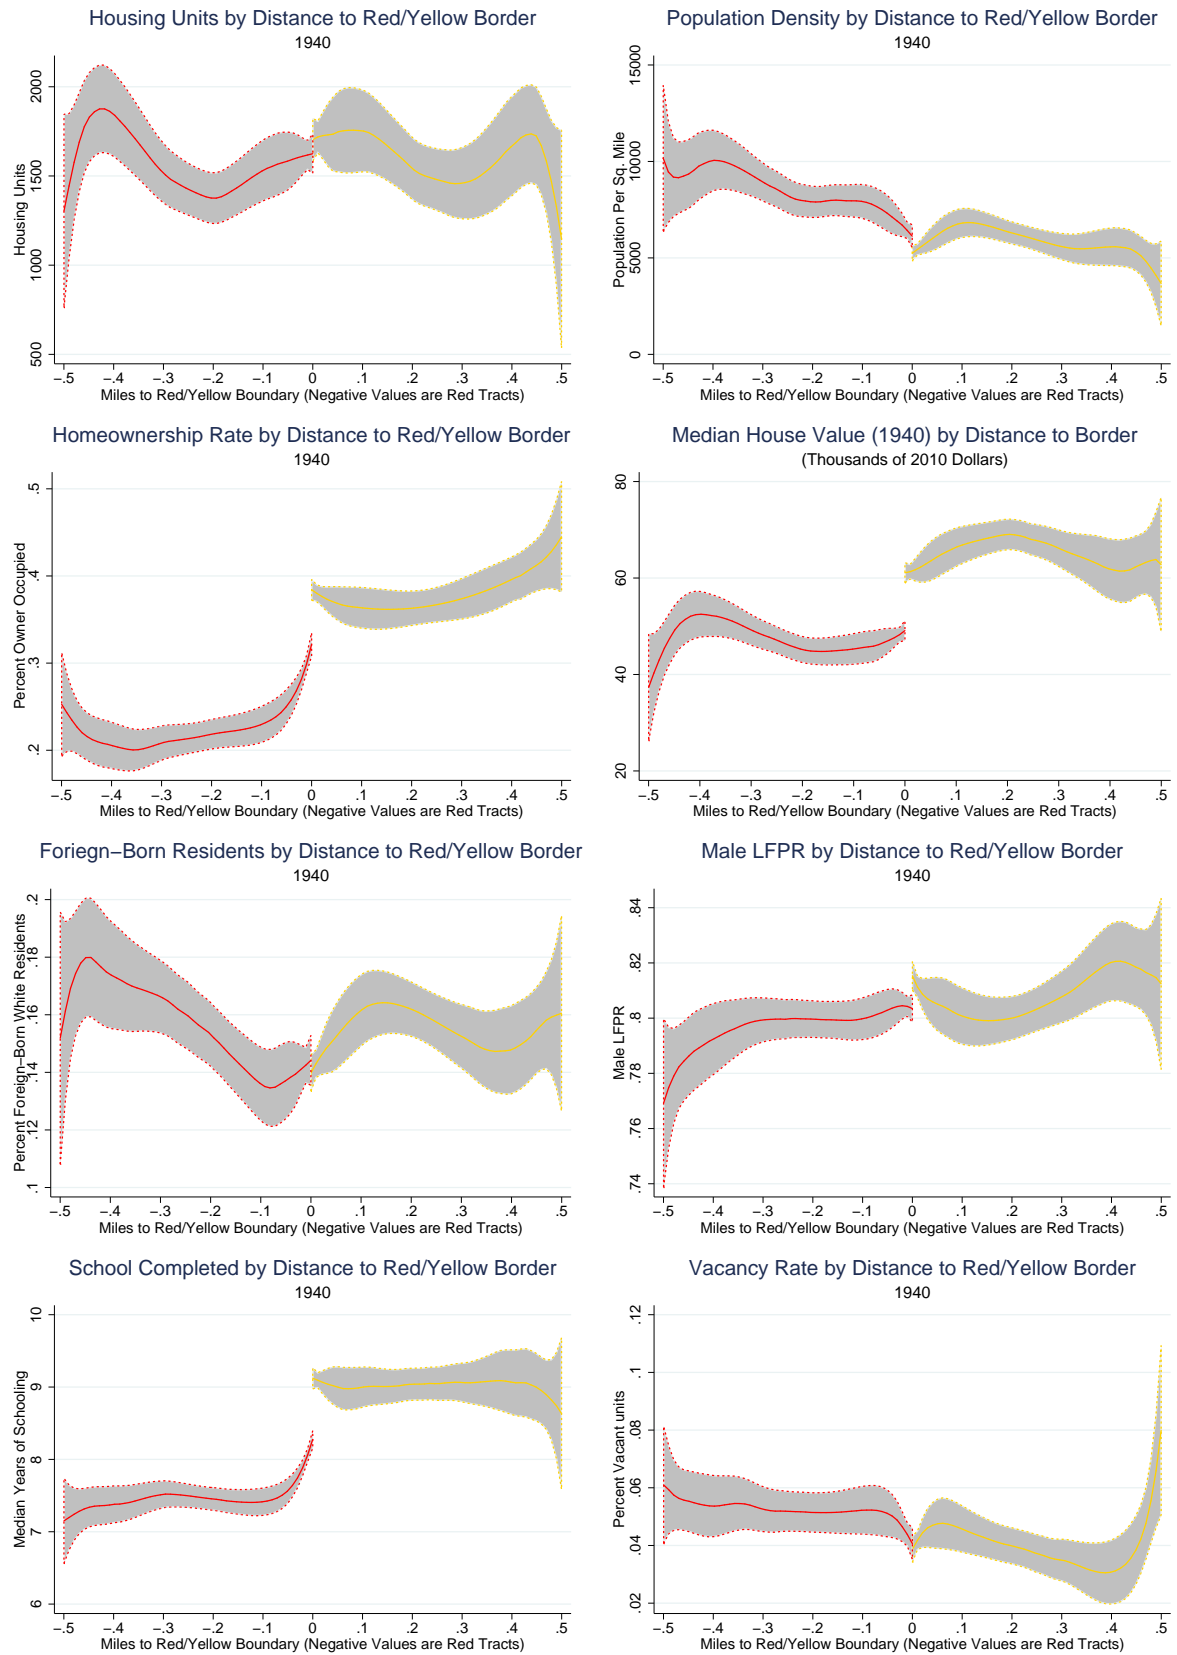 Housing Units by Distance to Red/Yellow Border
1940
Housing Units
2000
1500
1000
500
−.5 −.4 −.3 −.2 −.1 0 .1 .2 .3 .4 .5
Miles to Red/Yellow Boundary (Negative Values are Red Tracts)
Population Density by Distance to Red/Yellow Border
1940
Population Per Sq. Mile
15000
10000
5000
0
−.5 −.4 −.3 −.2 −.1 0 .1 .2 .3 .4 .5
Miles to Red/Yellow Boundary (Negative Values are Red Tracts)
Homeownership Rate by Distance to Red/Yellow Border
1940
Percent Owner Occupied
.5
.4
.3
.2
−.5 −.4 −.3 −.2 −.1 0 .1 .2 .3 .4 .5
Miles to Red/Yellow Boundary (Negative Values are Red Tracts)
Median House Value (1940) by Distance to Border
(Thousands of 2010 Dollars)
80
60
40
20
−.5 −.4 −.3 −.2 −.1 0 .1 .2 .3 .4 .5
Miles to Red/Yellow Boundary (Negative Values are Red Tracts)
Foriegn−Born Residents by Distance to Red/Yellow Border
1940
Percent Foreign−Born White Residents
.2
.18
.16
.14
.12
.1
−.5 −.4 −.3 −.2 −.1 0 .1 .2 .3 .4 .5
Miles to Red/Yellow Boundary (Negative Values are Red Tracts)
Male LFPR by Distance to Red/Yellow Border
1940
Male LFPR
.84
.82
.8
.78
.76
.74
−.5 −.4 −.3 −.2 −.1 0 .1 .2 .3 .4 .5
Miles to Red/Yellow Boundary (Negative Values are Red Tracts)
School Completed by Distance to Red/Yellow Border
1940
Median Years of Schooling
10
9
8
7
6
−.5 −.4 −.3 −.2 −.1 0 .1 .2 .3 .4 .5
Miles to Red/Yellow Boundary (Negative Values are Red Tracts)
Vacancy Rate by Distance to Red/Yellow Border
1940
Percent Vacant units
.12
.1
.08
.06
.04
.02
−.5 −.4 −.3 −.2 −.1 0 .1 .2 .3 .4 .5
Miles to Red/Yellow Boundary (Negative Values are Red Tracts)